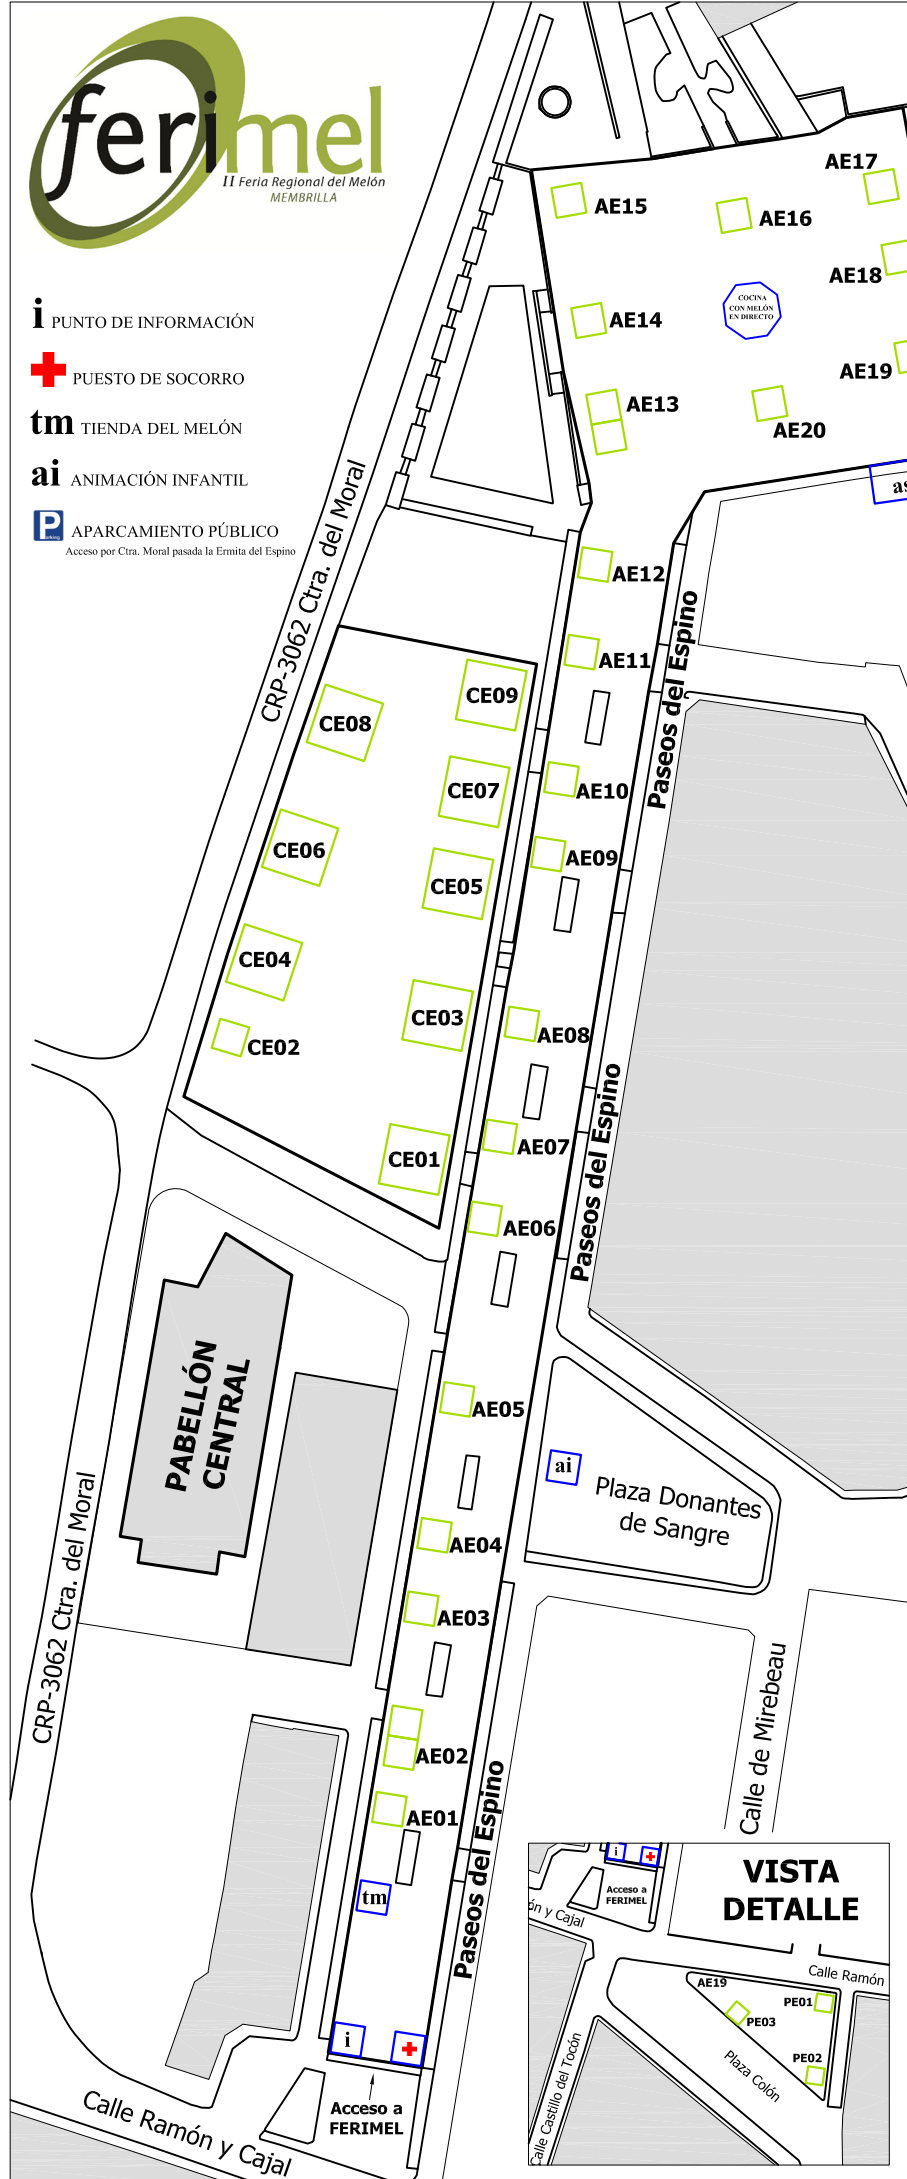 ferimel
II Feria Regional del Melón
MEMBRILLA
i PUNTO DE INFORMACIÓN
PUESTO DE SOCORRO
tm TIENDA DEL MELÓN
ai ANIMACIÓN INFANTIL
P
Parking
APARCAMIENTO PÚBLICO
Acceso por Ctra. Moral pasada la Ermita del Espino
AE17
AE15
AE16
AE18
COCINA
CON MELÓN
EN DIRECTO
AE14
AE19
AE13
AE20
as
CRP-3062 Ctra. del Moral
AE12
AE11
Paseos del Espino
CE09
CE08
CE07
AE10
CE06
AE09
CE05
CE04
CE03
AE08
CE02
Paseos del Espino
AE07
CE01
AE06
PABELLÓN
CENTRAL
AE05
ai
Plaza Donantes
de Sangre
AE04
CRP-3062 Ctra. del Moral
AE03
Calle de Mirebeau
AE02
AE01
Paseos del Espino
tm
i
Acceso a
FERIMEL
Calle Ramón y Cajal
VISTA
DETALLE
i
Acceso a
FERIMEL
ón y Cajal
Calle Ramón
AE19
PE01
PE03
PE02
Plaza Colón
Calle Castillo del Tocón